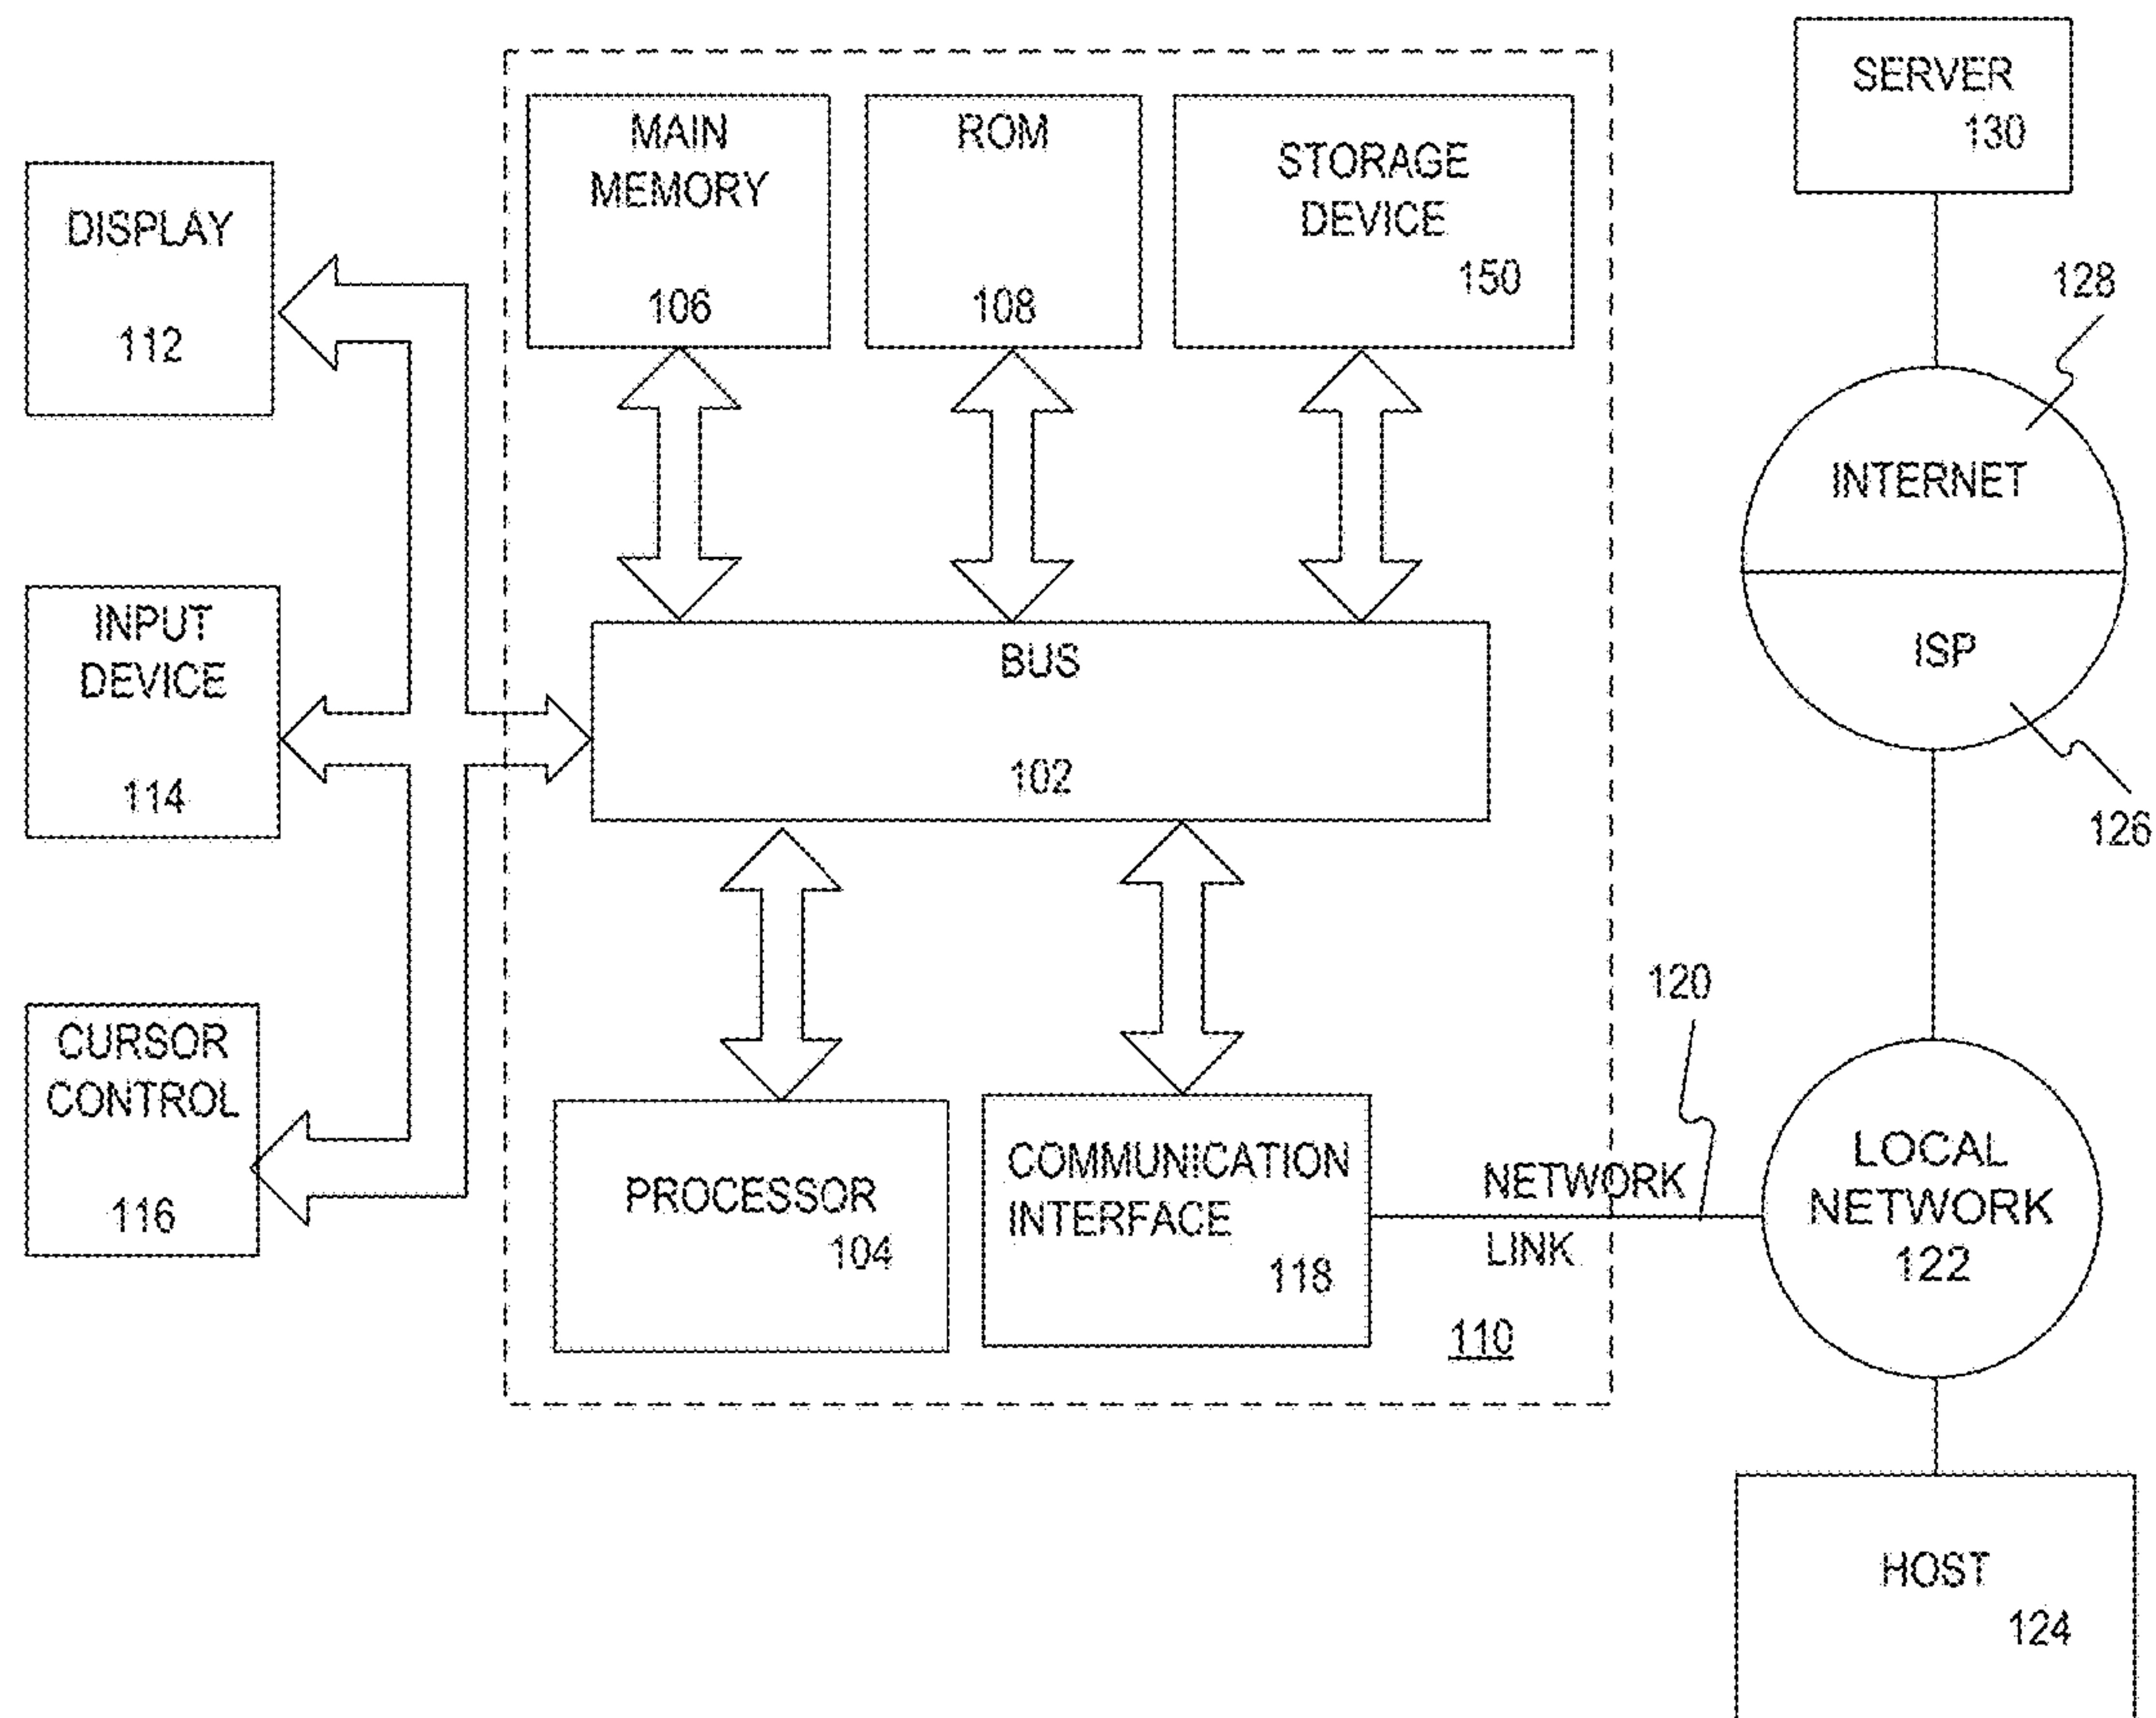 DISPLAY
112
INPUT
DEVICE
114
CURSOR
CONTROL
116
MAIN
MEMORY
106
ROM
108
STORAGE
DEVICE
150
BUS
102
PROCESSOR
104
COMMUNICATION
INTERFACE
118
NETWORK
LINK
110
120
SERVER
130
128
INTERNET
ISP
126
LOCAL
NETWORK
122
HOST
124